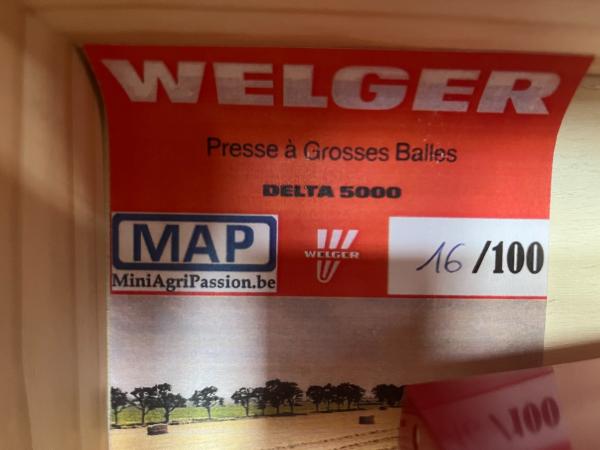 WELGER
Presse à Grosses Balles
DELTA 5000
MAP
MiniAgriPassion.be
WELGER
16/100
/100